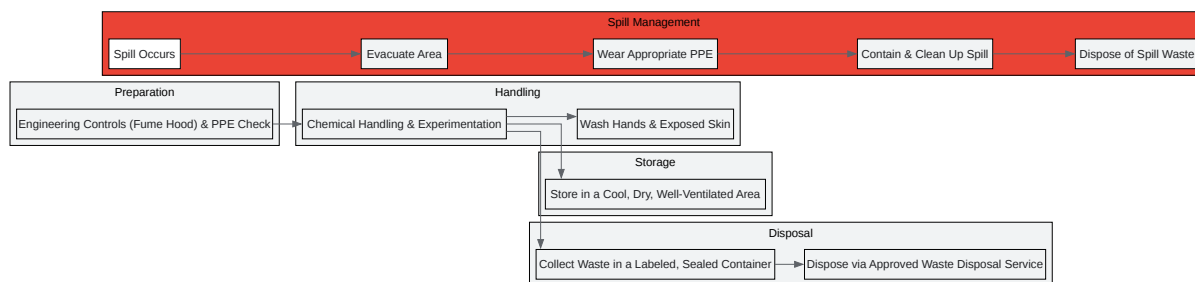 Spill Management
Spill Occurs
Evacuate Area
Wear Appropriate PPE
Contain & Clean Up Spill
Dispose of Spill Waste
Preparation
Engineering Controls (Fume Hood) & PPE Check
Handling
Chemical Handling & Experimentation
Wash Hands & Exposed Skin
Storage
Store in a Cool, Dry, Well-Ventilated Area
Disposal
Collect Waste in a Labeled, Sealed Container
Dispose via Approved Waste Disposal Service